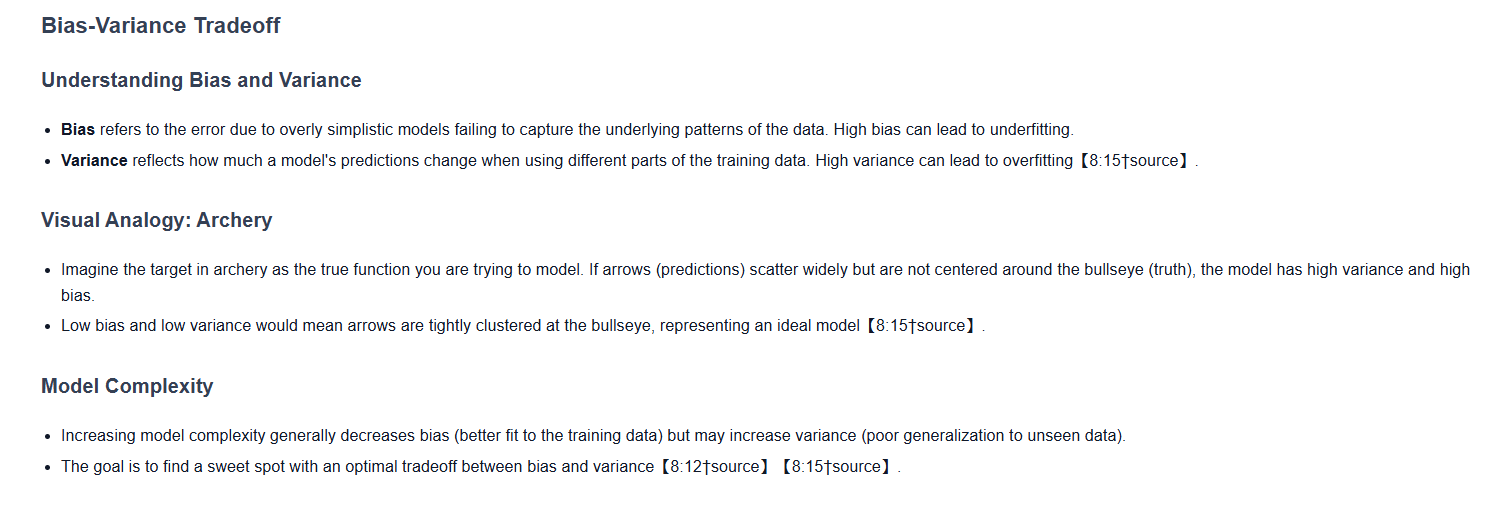 Bias-Variance Tradeoff
Understanding Bias and Variance
• Bias refers to the error due to overly simplistic models failing to capture the underlying patterns of the data. High bias can lead to underfitting.
• Variance reflects how much a model's predictions change when using different parts of the training data. High variance can lead to overfitting【8:15†source】.
Visual Analogy: Archery
• Imagine the target in archery as the true function you are trying to model. If arrows (predictions) scatter widely but are not centered around the bullseye (truth), the model has high variance and high
bias.
• Low bias and low variance would mean arrows are tightly clustered at the bullseye, representing an ideal model【8:15†source】.
Model Complexity
• Increasing model complexity generally decreases bias (better fit to the training data) but may increase variance (poor generalization to unseen data).
• The goal is to find a sweet spot with an optimal tradeoff between bias and variance【8:12†source】【8:15†source】.